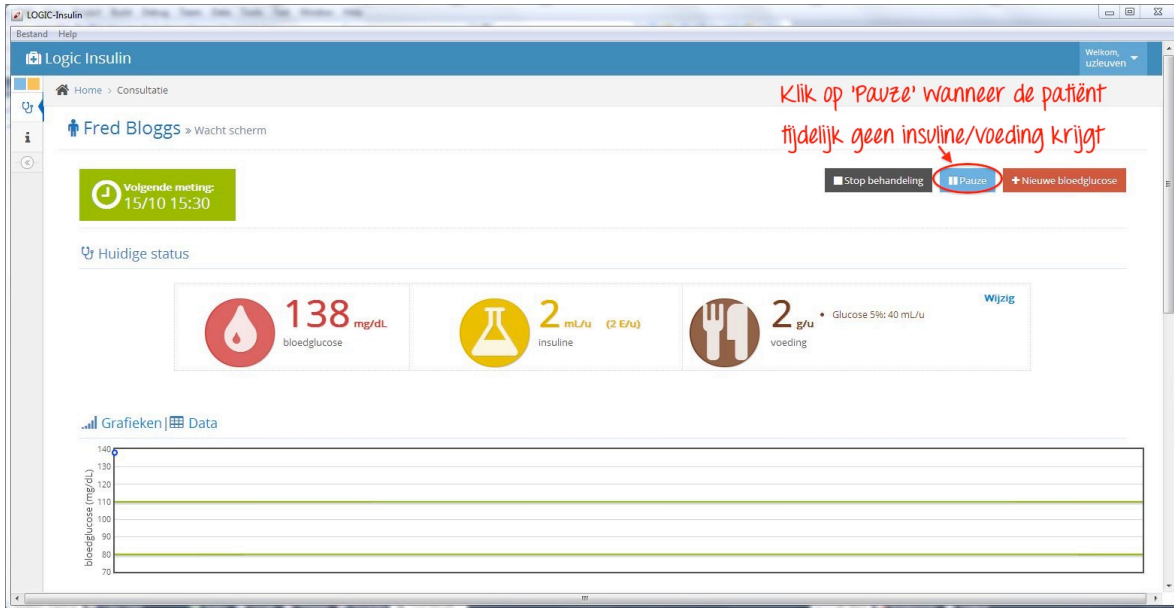 LOGIC-Insulin
Bestand Help
Logic Insulin
Welkom,
uzleuven
Home > Consultatie
Klik op 'Pauze' wanneer de patiënt
tijdelijk geen insuline/voeding krijgt
Fred Bloggs » Wacht scherm
Volgende meting:
15/10 15:30
Stop behandeling
Pauze
+ Nieuwe bloedglucose
Huidige status
138 mg/dL
bloedglucose
2 mL/u (2 E/u)
insuline
2 g/u
voeding
• Glucose 5%: 40 mL/u
Wijzig
Grafieken | Data
bloedglucose (mg/dL)
140
130
120
110
100
90
80
70